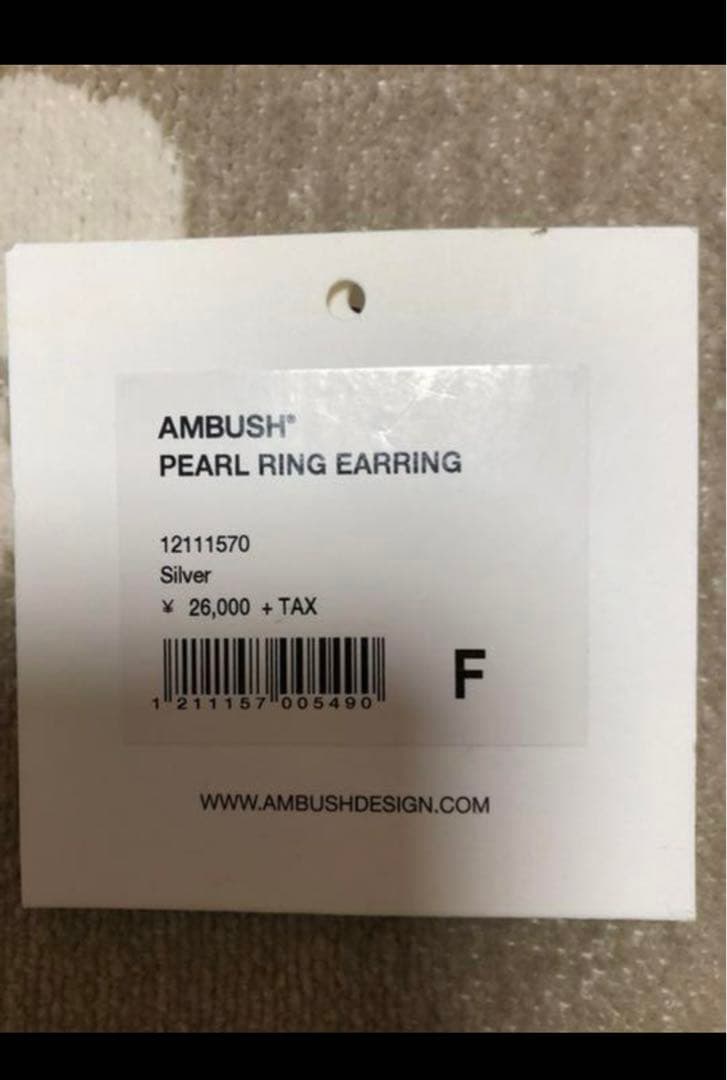 AMBUSH®
PEARL RING EARRING
12111570
Silver
¥ 26,000 + TAX
1 211157 005490
F
WWW.AMBUSHDESIGN.COM